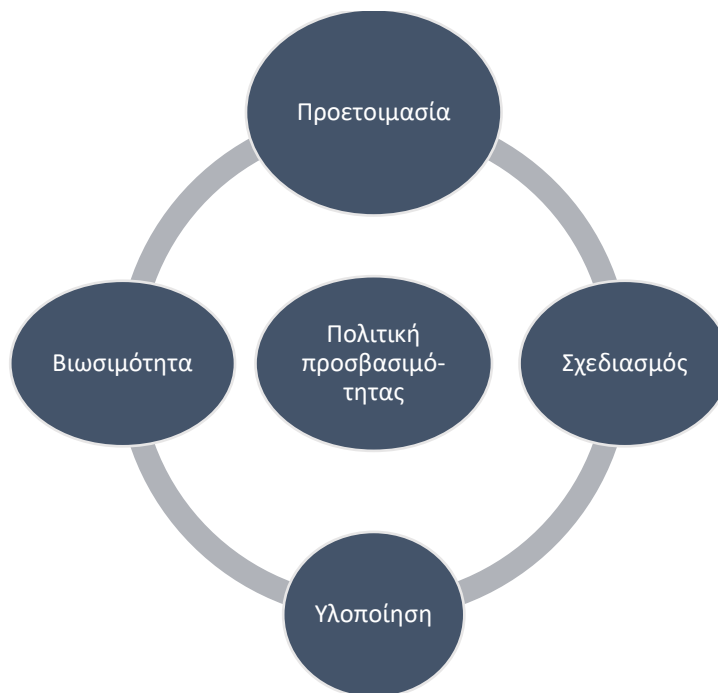 Προετοιμασία
Βιωσιμότητα
Πολιτική
προσβασιμό-
τητας
Σχεδιασμός
Υλοποίηση